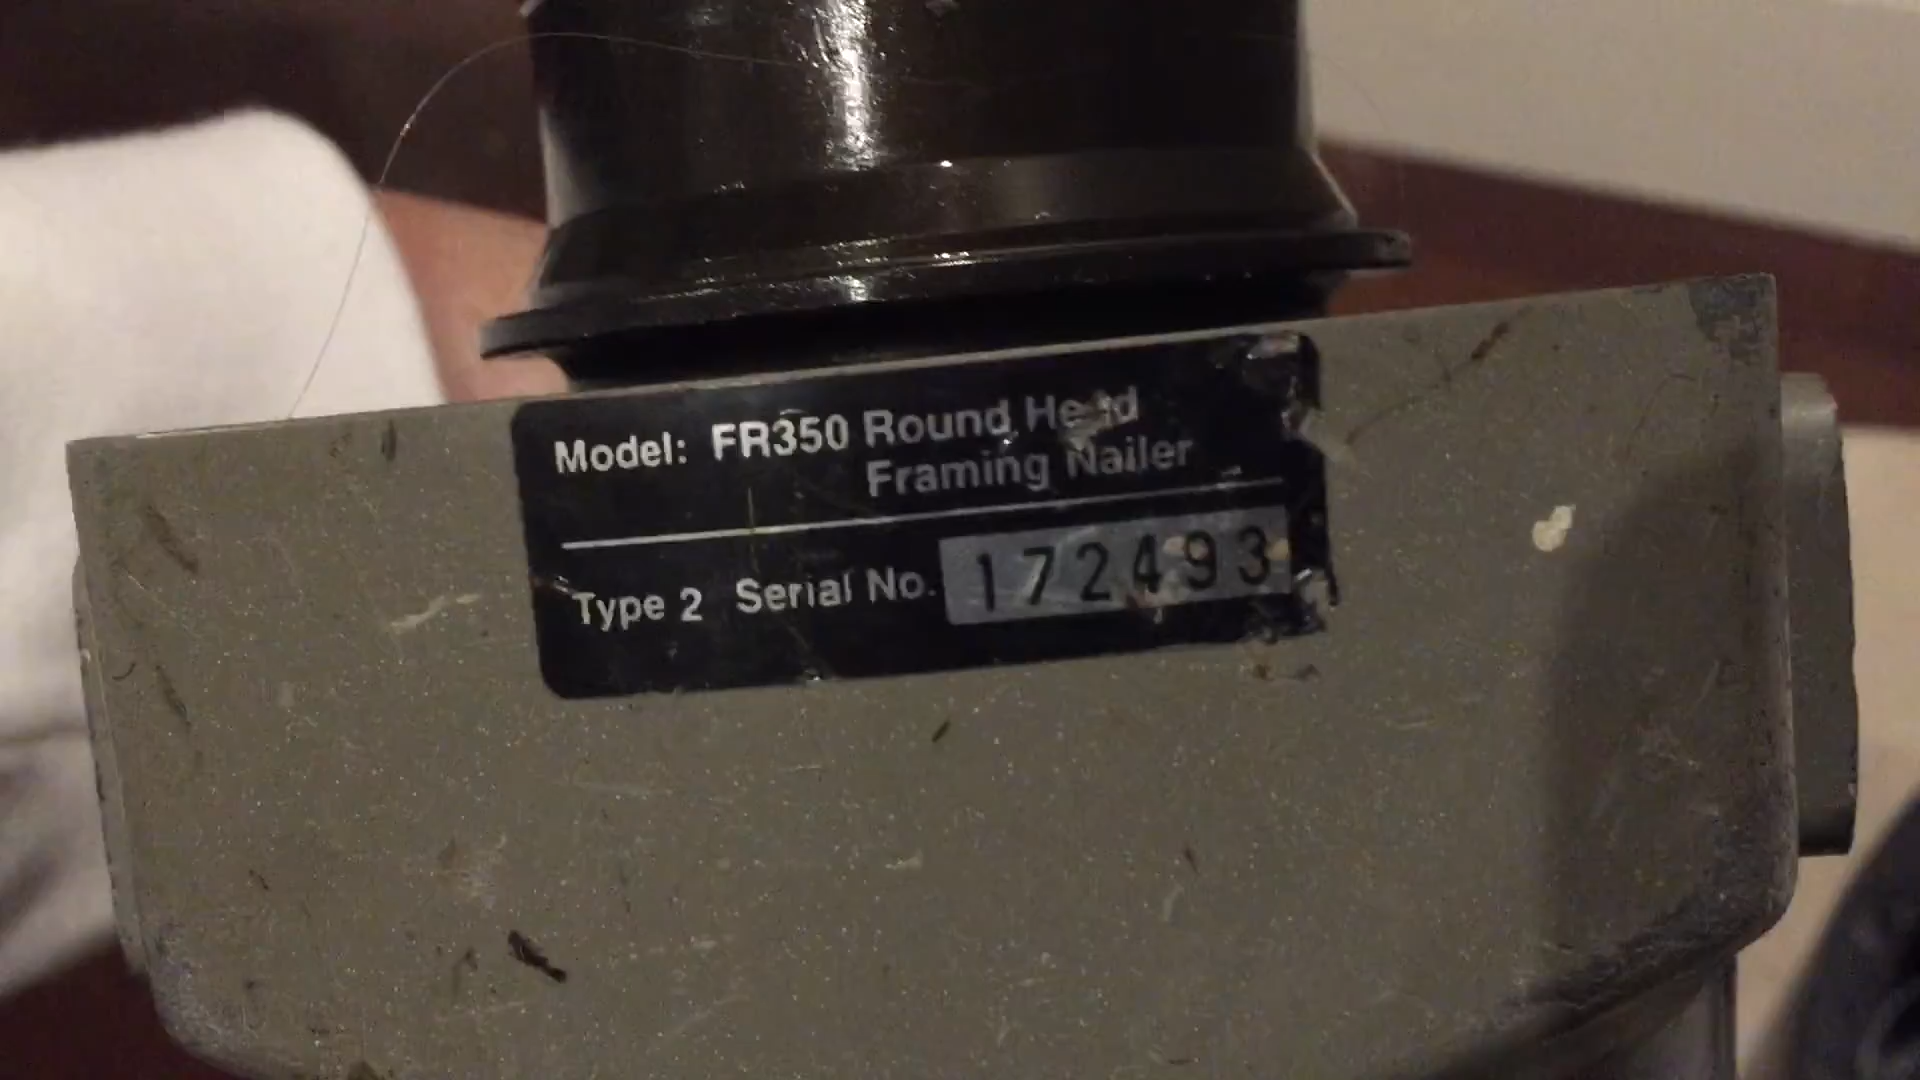 Model: FR350 Round Head
Framing Nailer
Type 2 Serial No. 172493